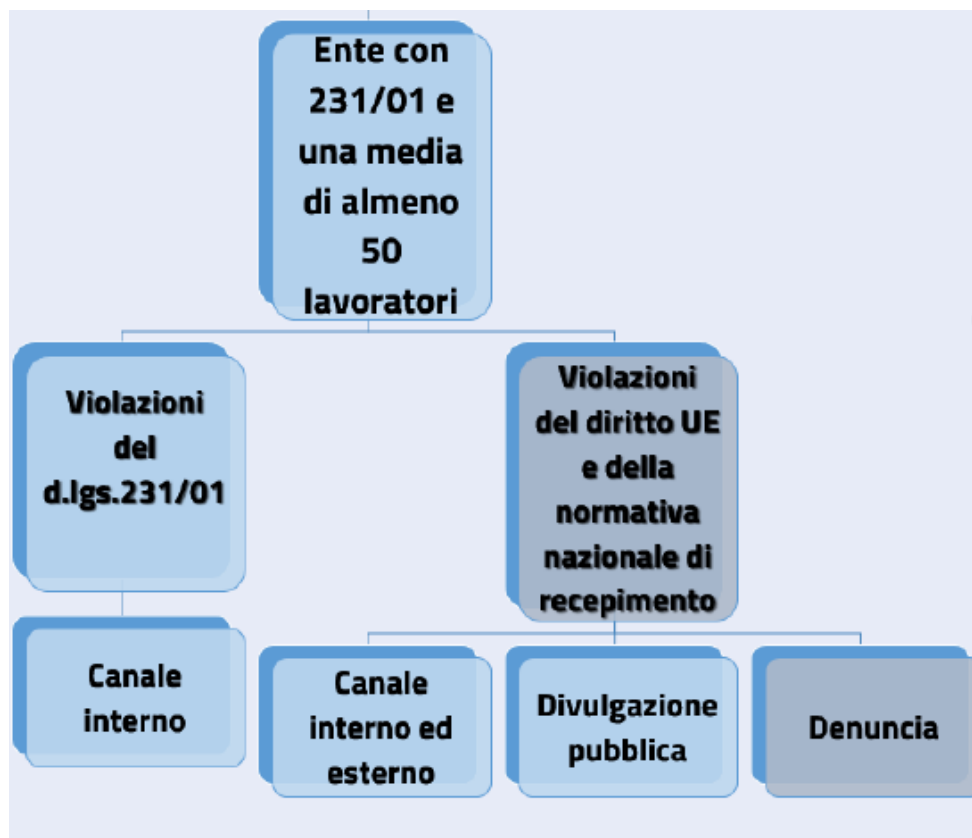 Ente con
231/01 e
una media
di almeno
50
lavoratori
Violazioni
del
d.lgs.231/01
Violazioni
del diritto UE
e della
normativa
nazionale di
recepimento
Canale
interno
Canale
interno ed
esterno
Divulgazione
pubblica
Denuncia